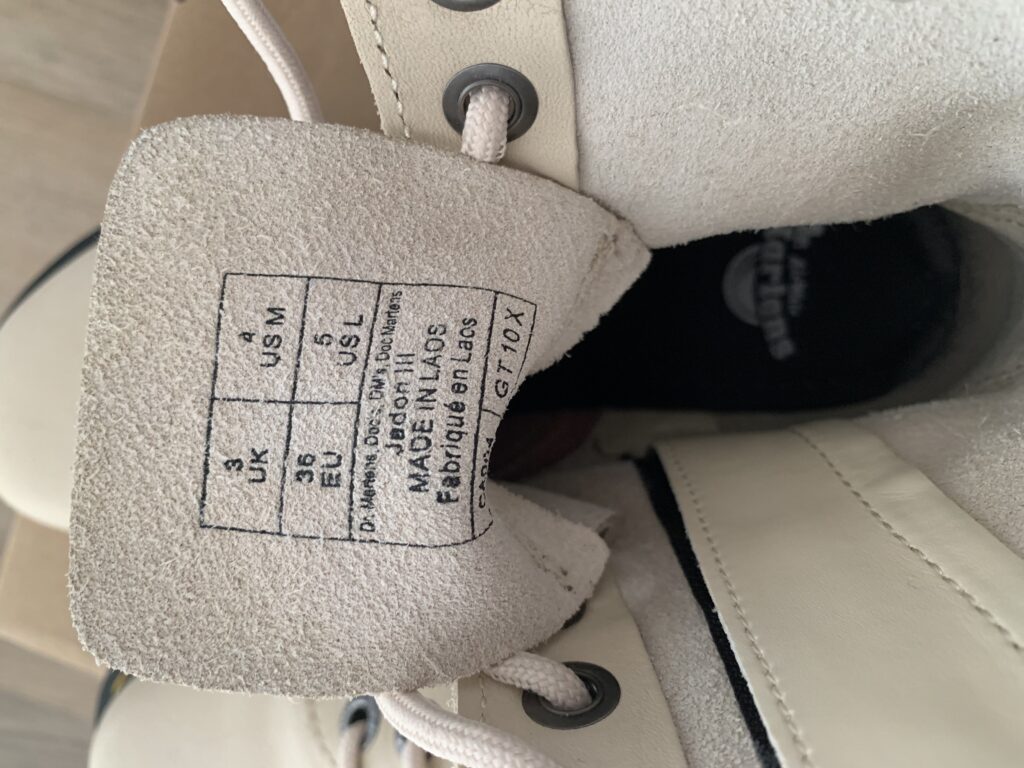 3 4
UK US M
36 5
EU US L
Dr Martens, Docs, DM's, Doc Martens
Jadon III
MADE IN LAOS
Fabriqué en Laos
GT10X